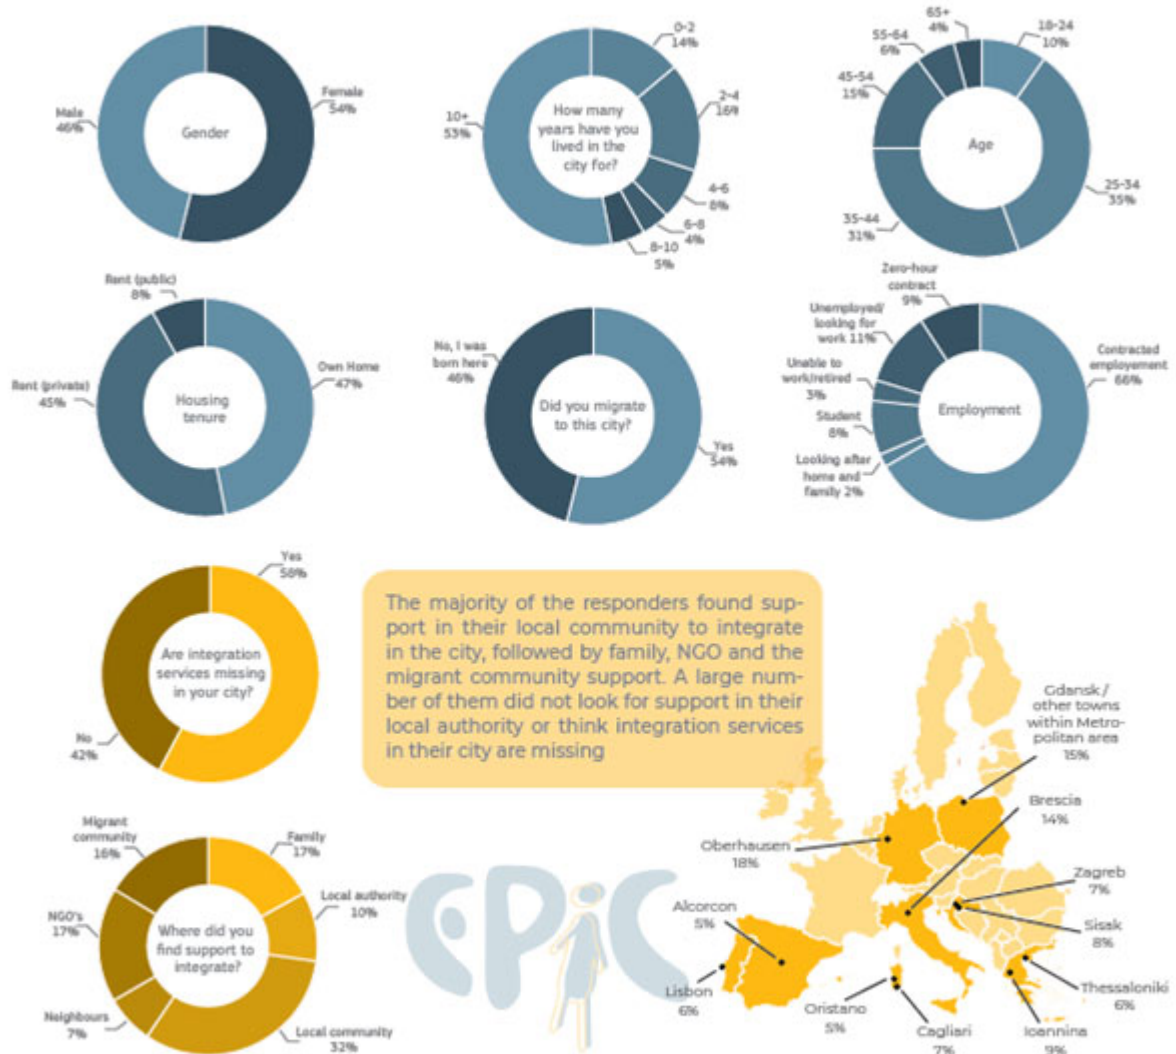 Gender
Male
46%
Female
54%
How many
years have you
lived in the
city for?
0-2
14%
2-4
16%
4-6
8%
6-8
4%
8-10
5%
10+
53%
Age
18-24
10%
25-34
35%
35-44
31%
45-54
15%
55-64
6%
65+
4%
Housing
tenure
Rent (public)
8%
Own Home
47%
Rent (private)
45%
Did you migrate
to this city?
No, I was
born here
46%
Yes
54%
Employment
Zero-hour
contract
9%
Unemployed/
looking for
work 11%
Unable to
work/retired
3%
Student
8%
Looking after
home and
family 2%
Contracted
employement
66%
Are integration
services missing
in your city?
Yes
58%
No
42%
The majority of the responders found sup-
port in their local community to integrate
in the city, followed by family, NGO and the
migrant community support. A large num-
ber of them did not look for support in their
local authority or think integration services
in their city are missing
Where did you
find support to
integrate?
Migrant
community
16%
Family
17%
Local authority
10%
NGO's
17%
Neighbours
7%
Local community
32%
EPIC
Gdansk /
other towns
within Metro-
politan area
15%
Brescia
14%
Oberhausen
18%
Zagreb
7%
Alcorcon
5%
Sisak
8%
Lisbon
6%
Oristano
5%
Cagliari
7%
Ioannina
9%
Thessaloniki
6%